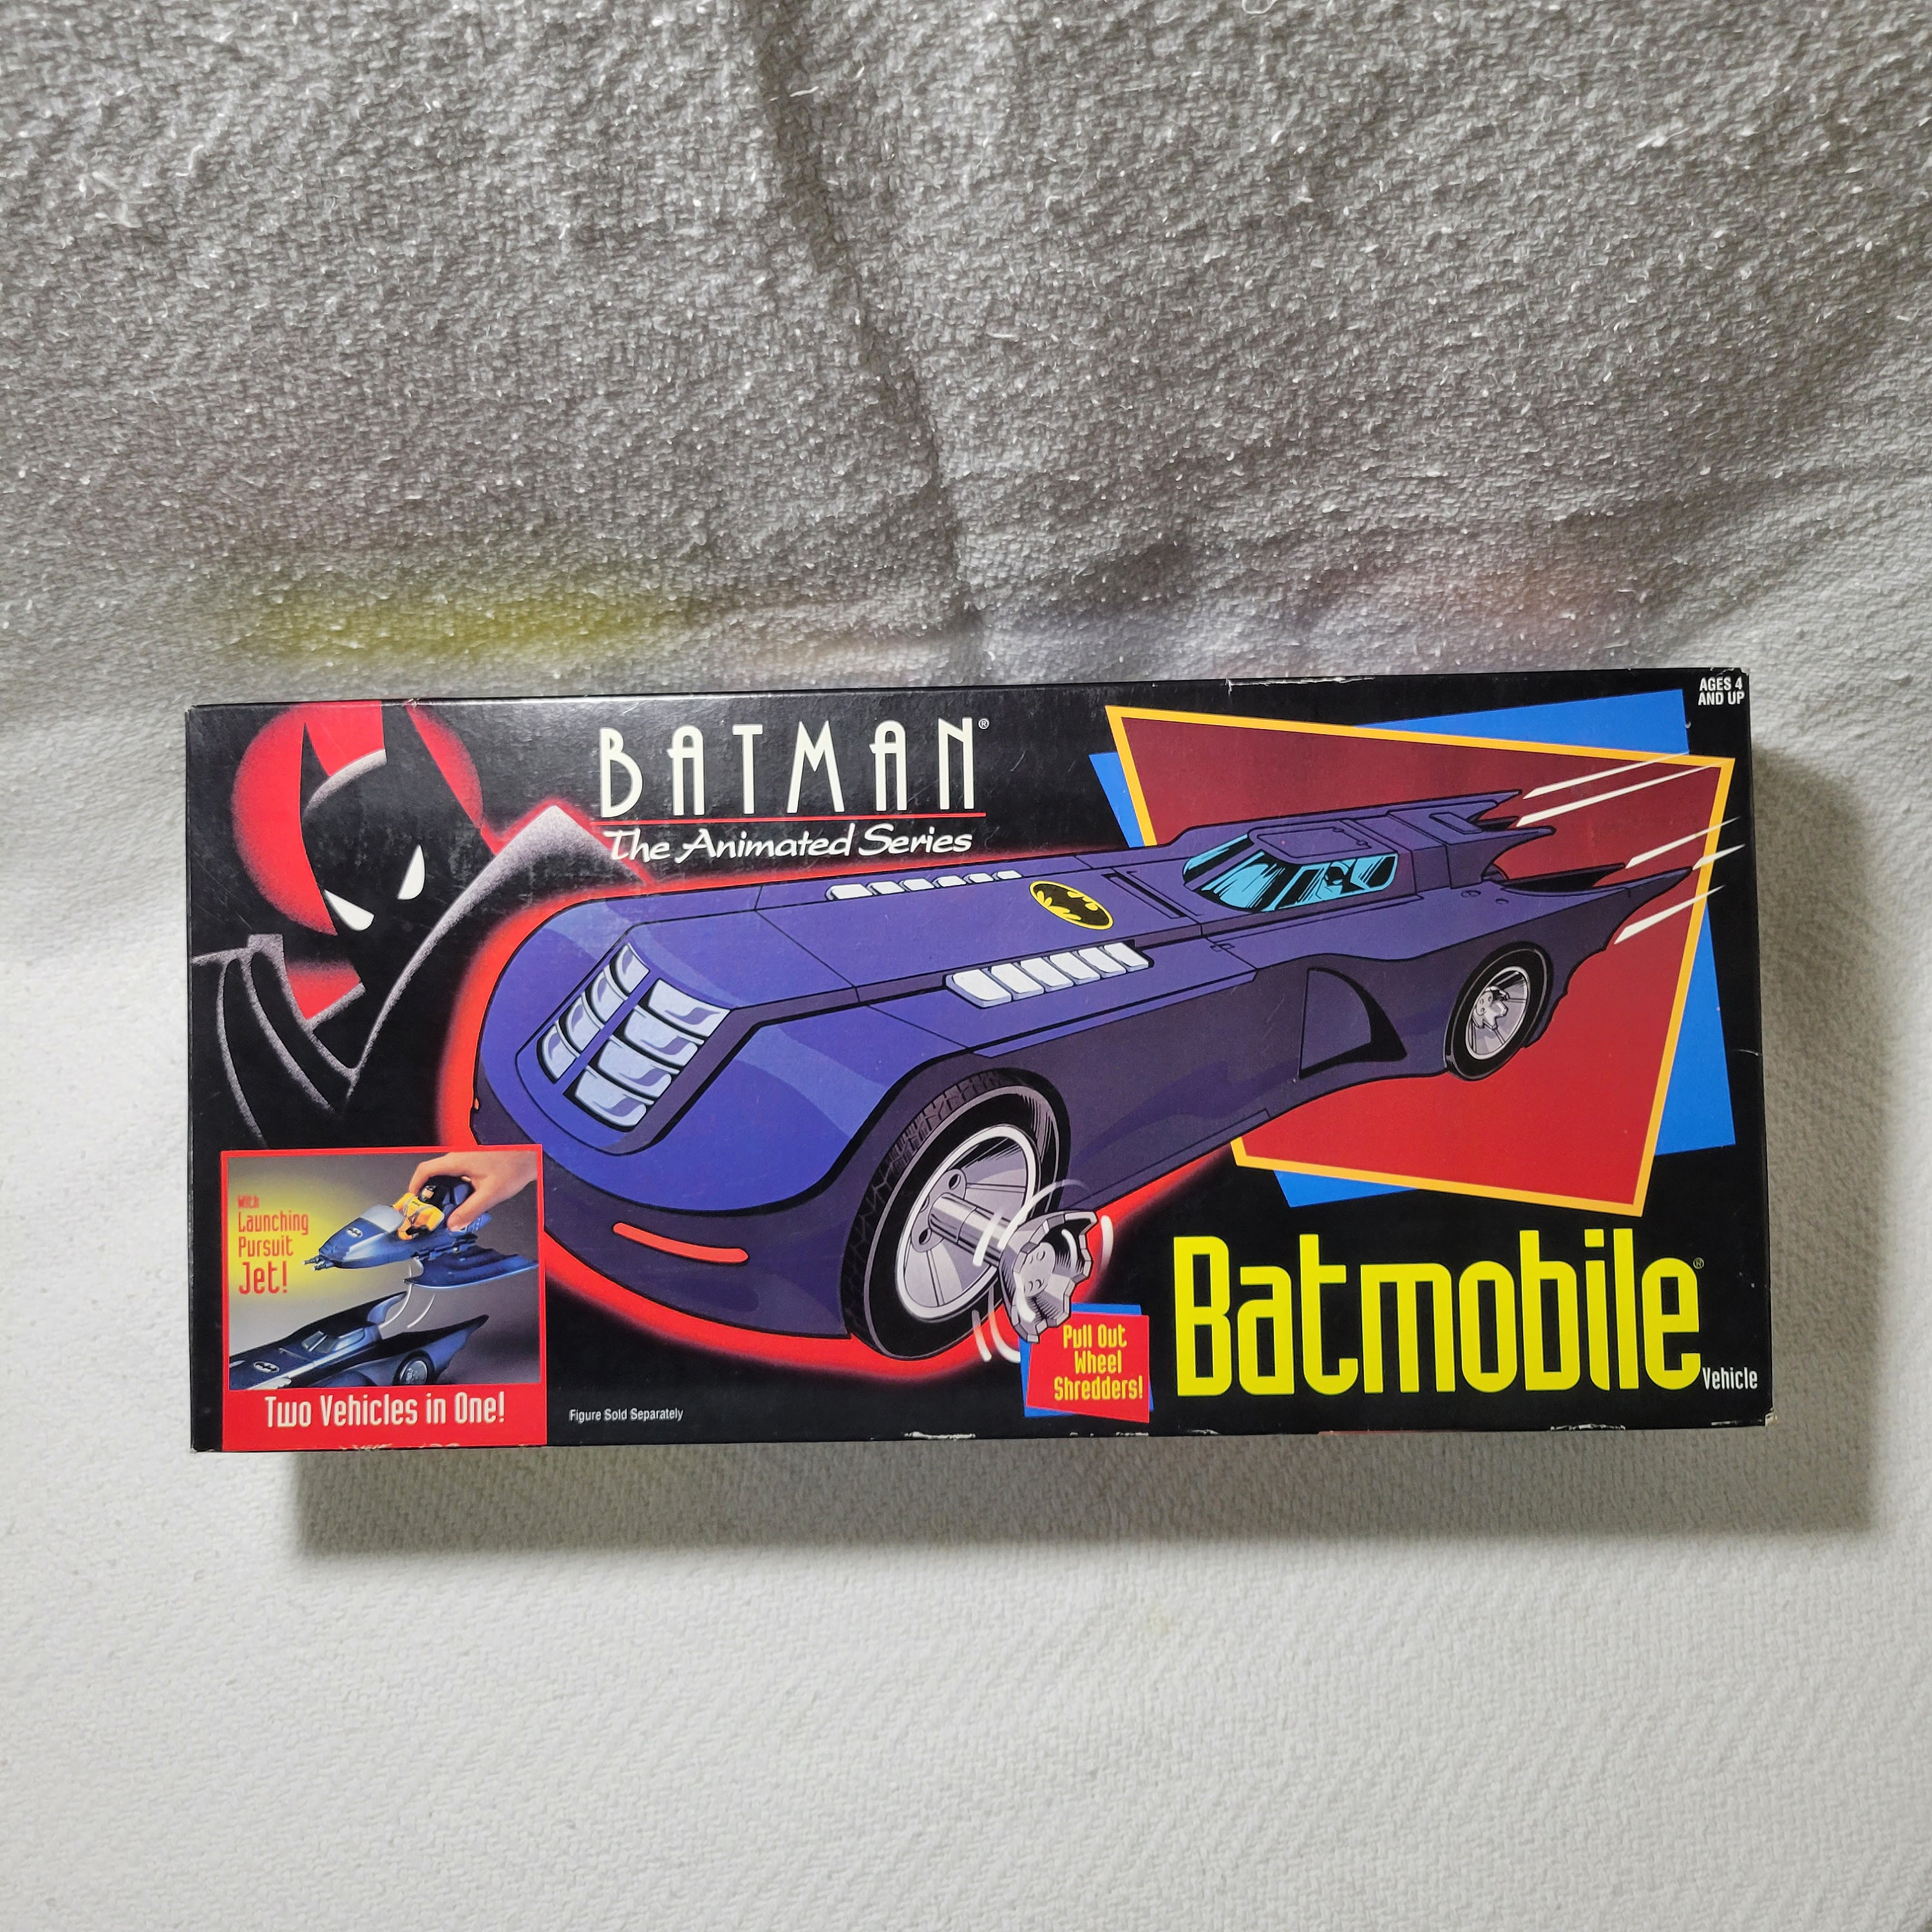 AGES 4
AND UP
BATMAN®
The Animated Series
With
Launching
Pursuit
Jet!
Two Vehicles in One!
Figure Sold Separately
Pull Out
Wheel
Shredders!
Batmobile®
Vehicle